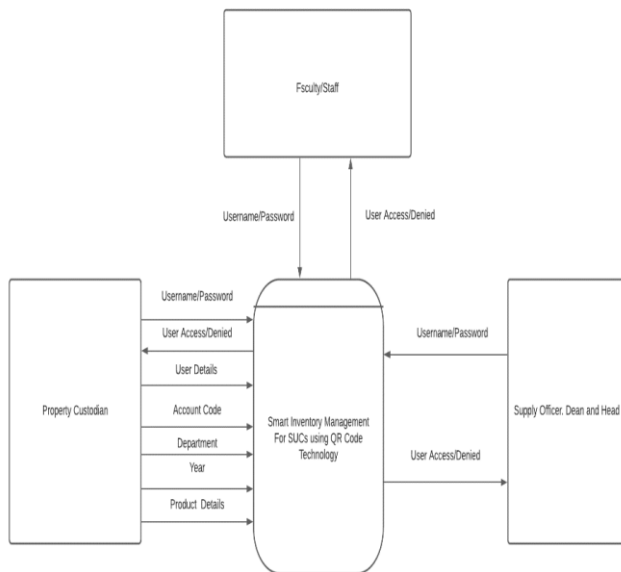 Fsculty/Staff
Username/Password
User Access/Denied
Username/Password
User Access/Denied
User Details
Account Code
Department
Year
Product Details
Property Custodian
Smart Inventory Management
For SUCs using QR Code
Technology
Username/Password
User Access/Denied
Supply Officer. Dean and Head